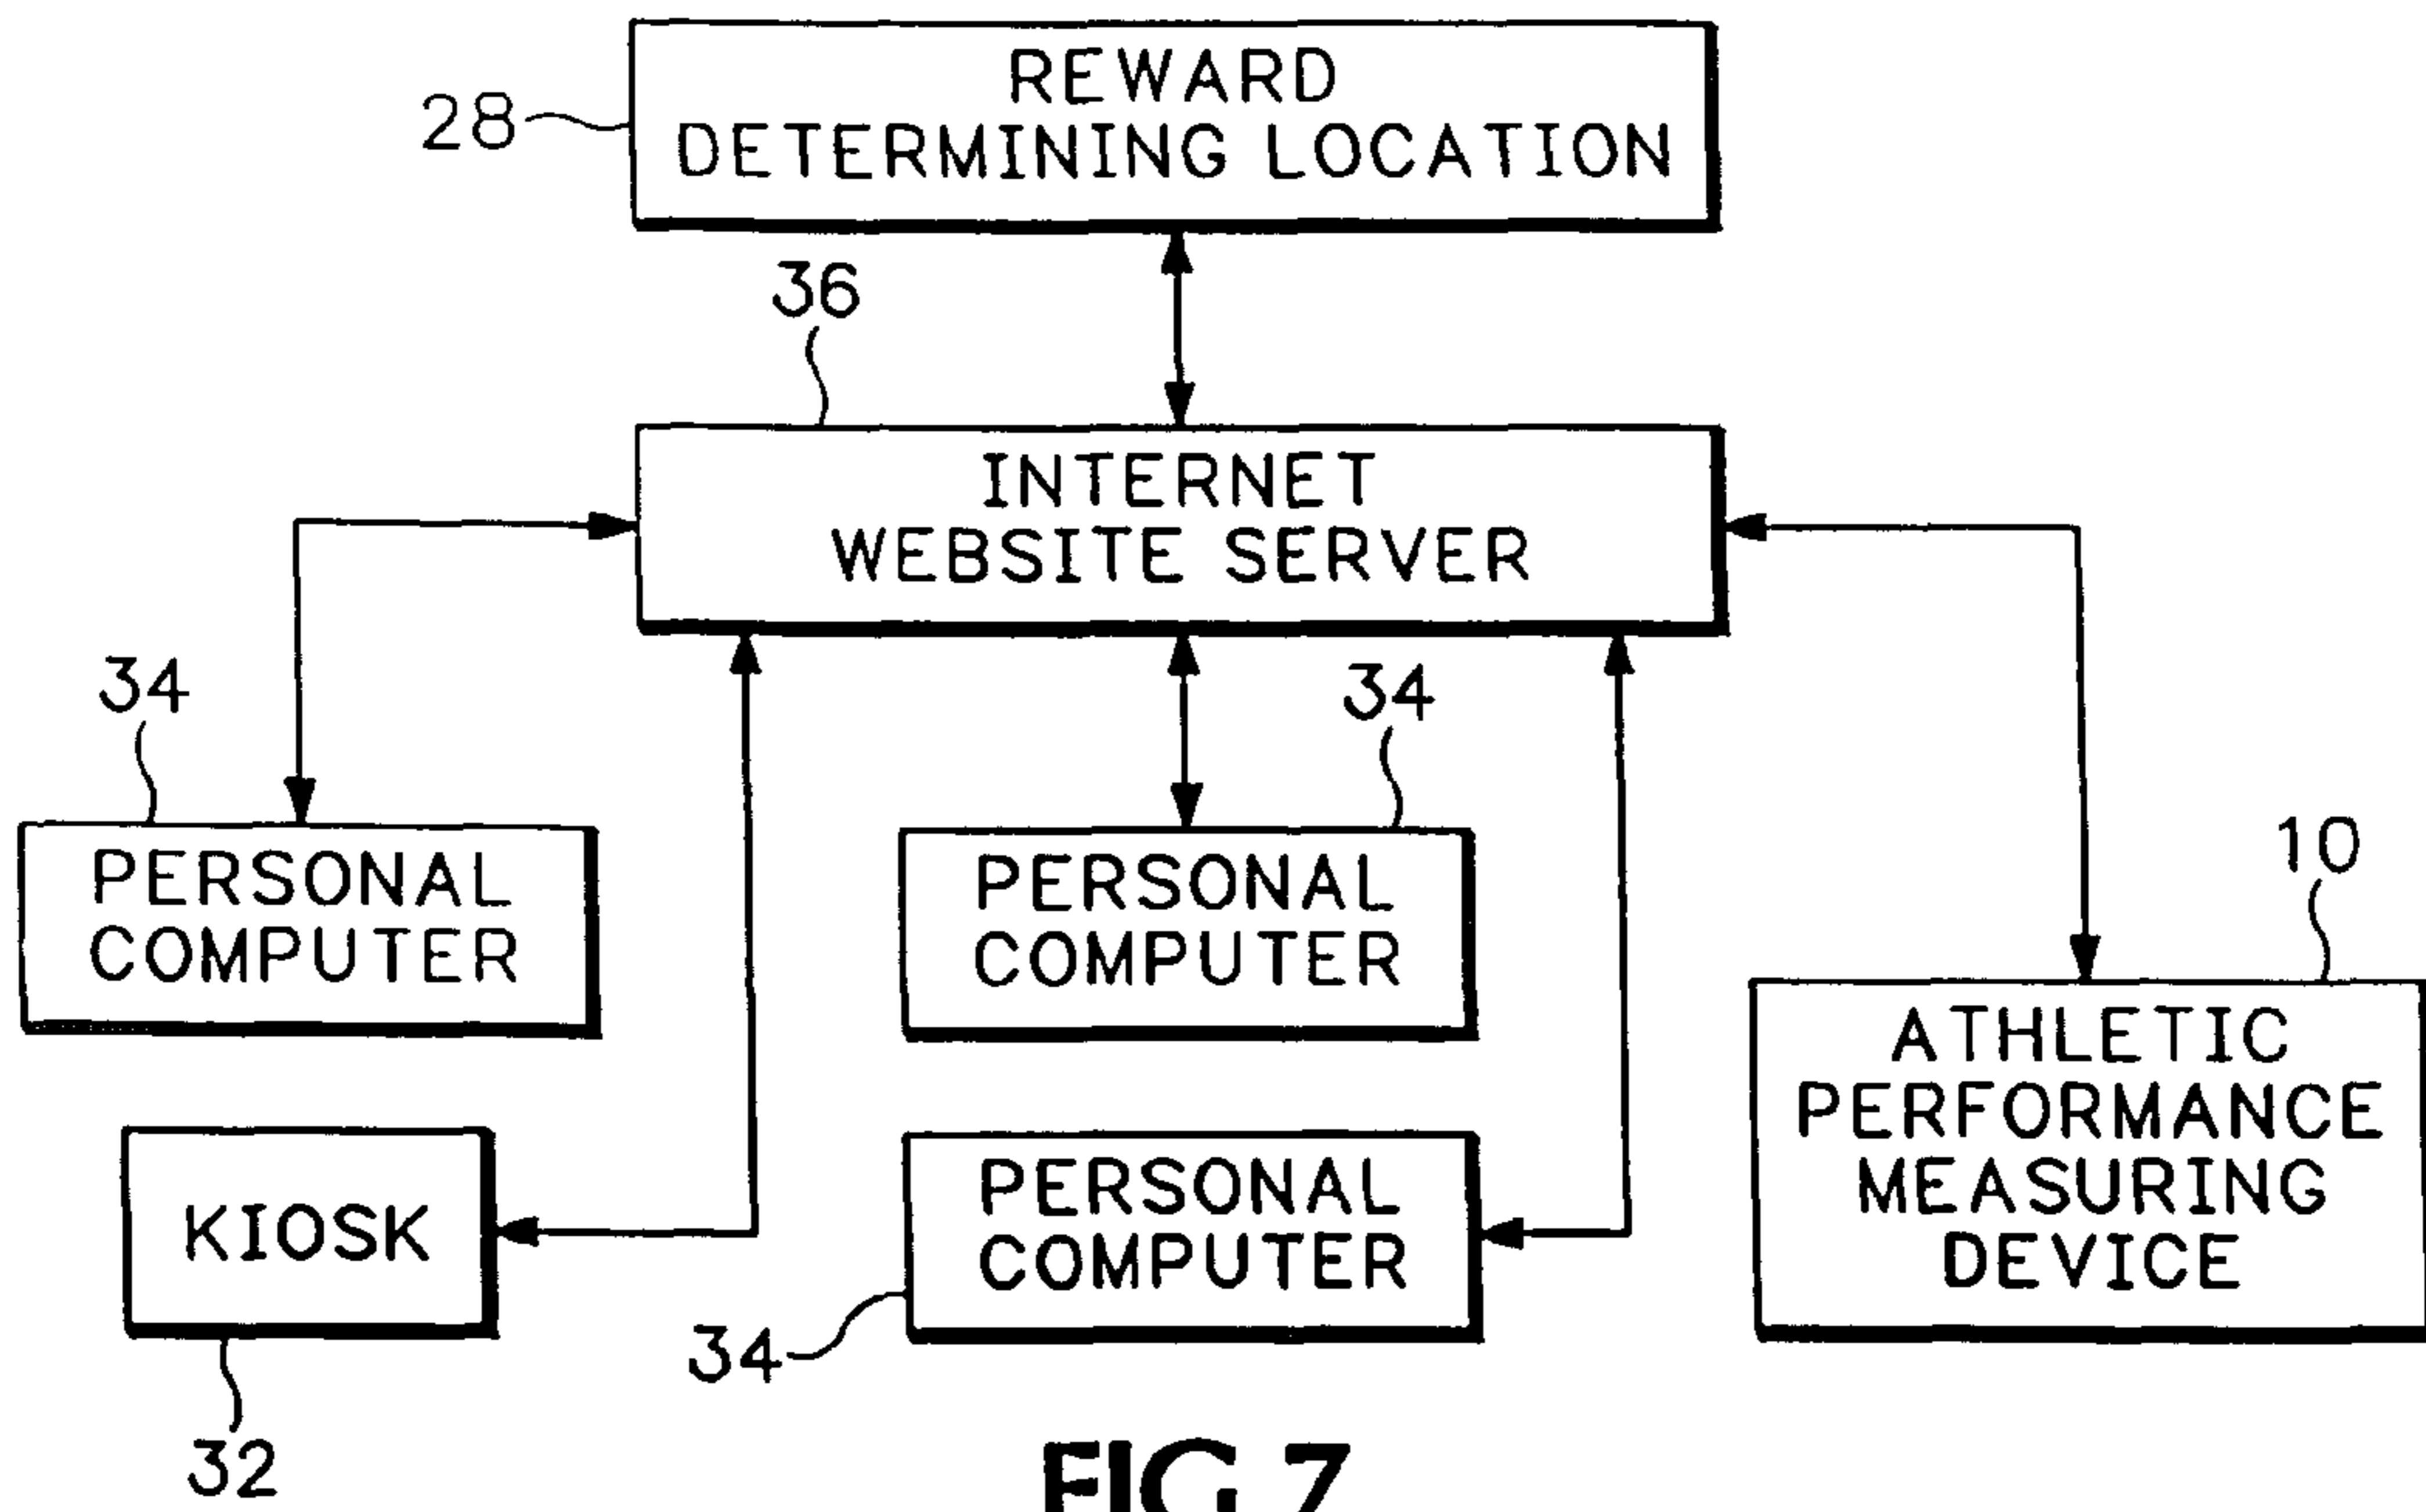 REWARD
DETERMINING LOCATION
28
36
INTERNET
WEBSITE SERVER
34
34
PERSONAL
COMPUTER
PERSONAL
COMPUTER
10
ATHLETIC
PERFORMANCE
MEASURING
DEVICE
KIOSK
PERSONAL
COMPUTER
34
32
FIG.7